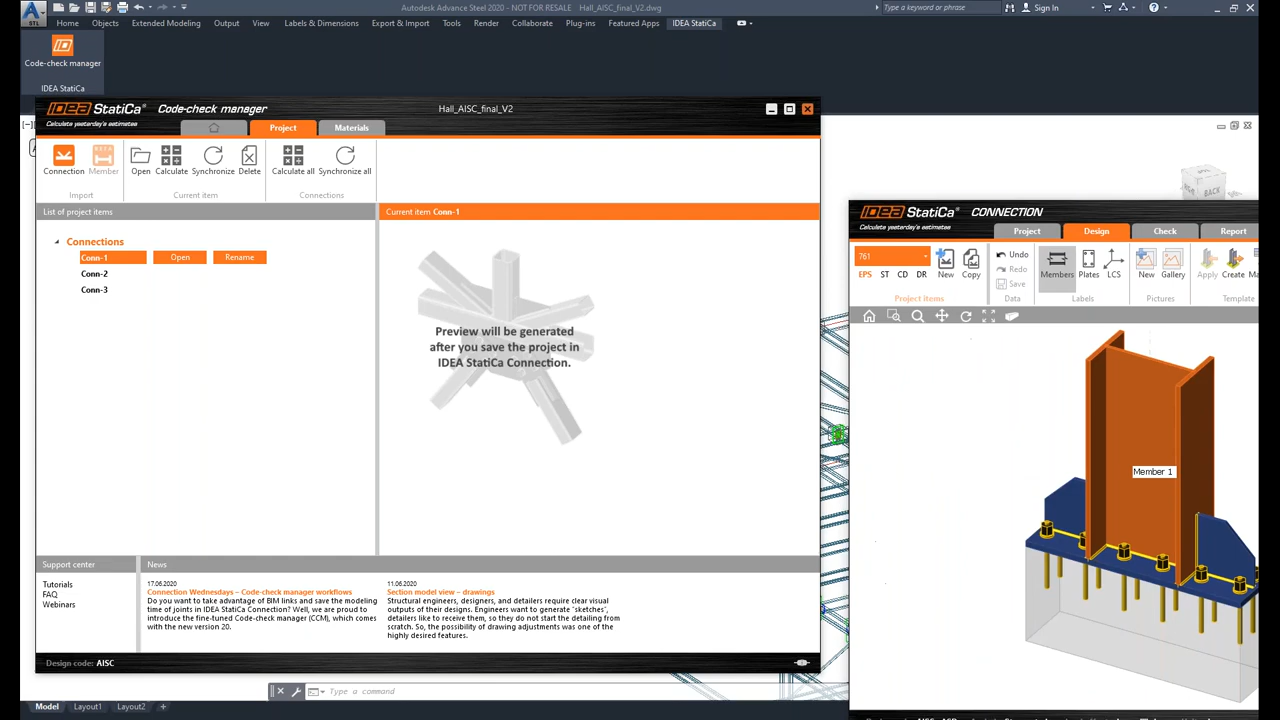 Autodesk Advance Steel 2020 - NOT FOR RESALE Hall_AISC_final_V2.dwg
Type a keyword or phrase
Sign In
STL
Home Objects Extended Modeling Output View Labels & Dimensions Export & Import Tools Render Collaborate Plug-ins Featured Apps IDEA StatiCa
Code-check manager
IDEA StatiCa
IDEA StatiCa® Code-check manager
Calculate yesterday's estimates
Hall_AISC_final_V2
Project Materials
Connection Member Open Calculate Synchronize Delete Calculate all Synchronize all
Import Current item Connections
List of project items
Current item Conn-1
Connections
Conn-1 Open Rename
Conn-2
Conn-3
Preview will be generated
after you save the project in
IDEA StatiCa Connection.
BACK
IDEA StatiCa® CONNECTION
Calculate yesterday's estimates
Project Design Check Report
761
EPS ST CD DR
New Copy
Undo
Redo
Save
Members Plates LCS
New Gallery
Apply Create
Project items Data Labels Pictures Template
Member 1
Support center
Tutorials
FAQ
Webinars
News
17.06.2020
Connection Wednesdays – Code-check manager workflows
Do you want to take advantage of BIM links and save the modeling
time of joints in IDEA StatiCa Connection? Well, we are proud to
introduce the fine-tuned Code-check manager (CCM), which comes
with the new version 20.
11.06.2020
Section model view – drawings
Structural engineers, designers, and detailers require clear visual
outputs of their designs. Engineers want to generate 'sketches',
detailers like to receive them, so they do not start the detailing from
scratch. So, the possibility of drawing adjustments was one of the
highly desired features.
Design code: AISC
Type a command
Model Layout1 Layout2 +